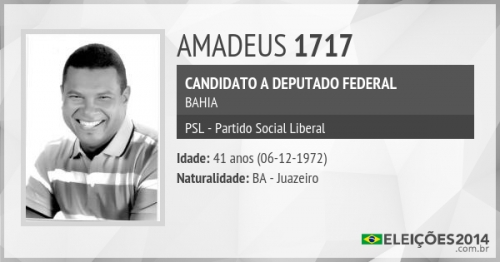 AMADEUS 1717
CANDIDATO A DEPUTADO FEDERAL
BAHIA
PSL - Partido Social Liberal
Idade: 41 anos (06-12-1972)
Naturalidade: BA - Juazeiro
ELEIÇÕES2014
.com.br